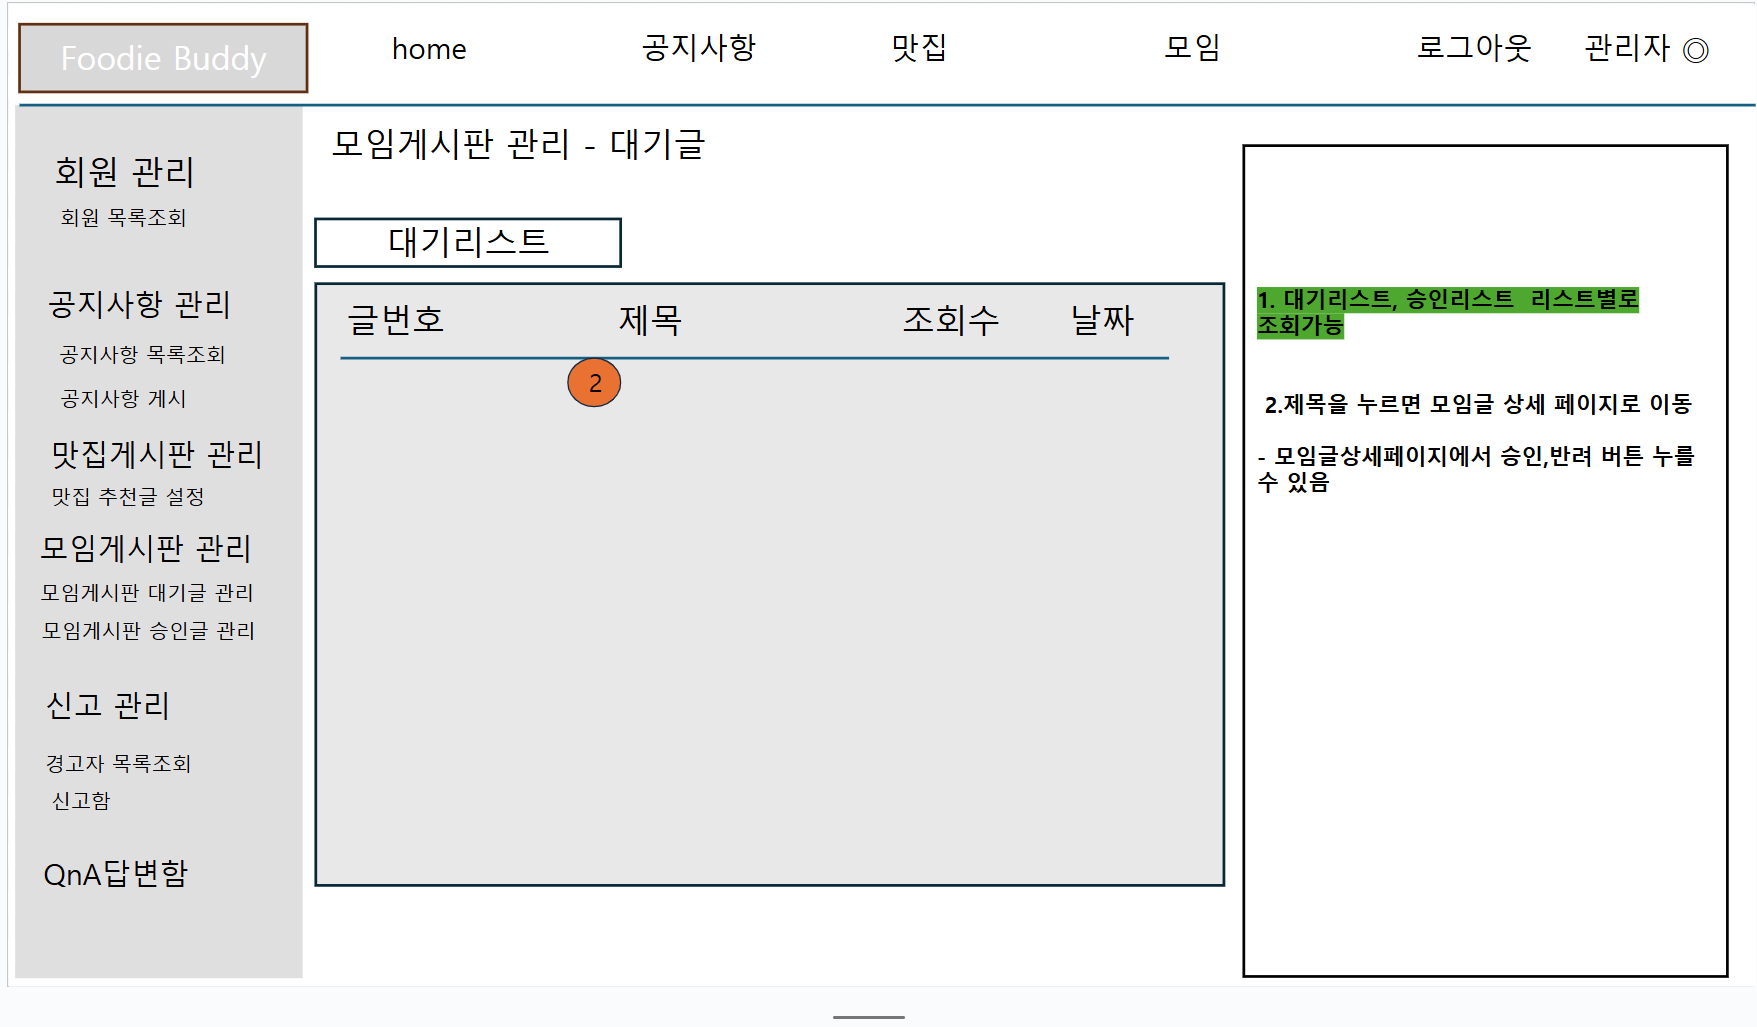 Foodie Buddy
home
공지사항
맛집
모임
로그아웃
관리자 ◎
회원 관리
회원 목록조회
공지사항 관리
공지사항 목록조회
공지사항 게시
맛집게시판 관리
맛집 추천글 설정
모임게시판 관리
모임게시판 대기글 관리
모임게시판 승인글 관리
신고 관리
경고자 목록조회
신고함
QnA답변함
모임게시판 관리 - 대기글
대기리스트
글번호
제목
조회수
날짜
2
1. 대기리스트, 승인리스트  리스트별로
조회가능
2.제목을 누르면 모임글 상세 페이지로 이동
- 모임글상세페이지에서 승인,반려 버튼 누를
수 있음